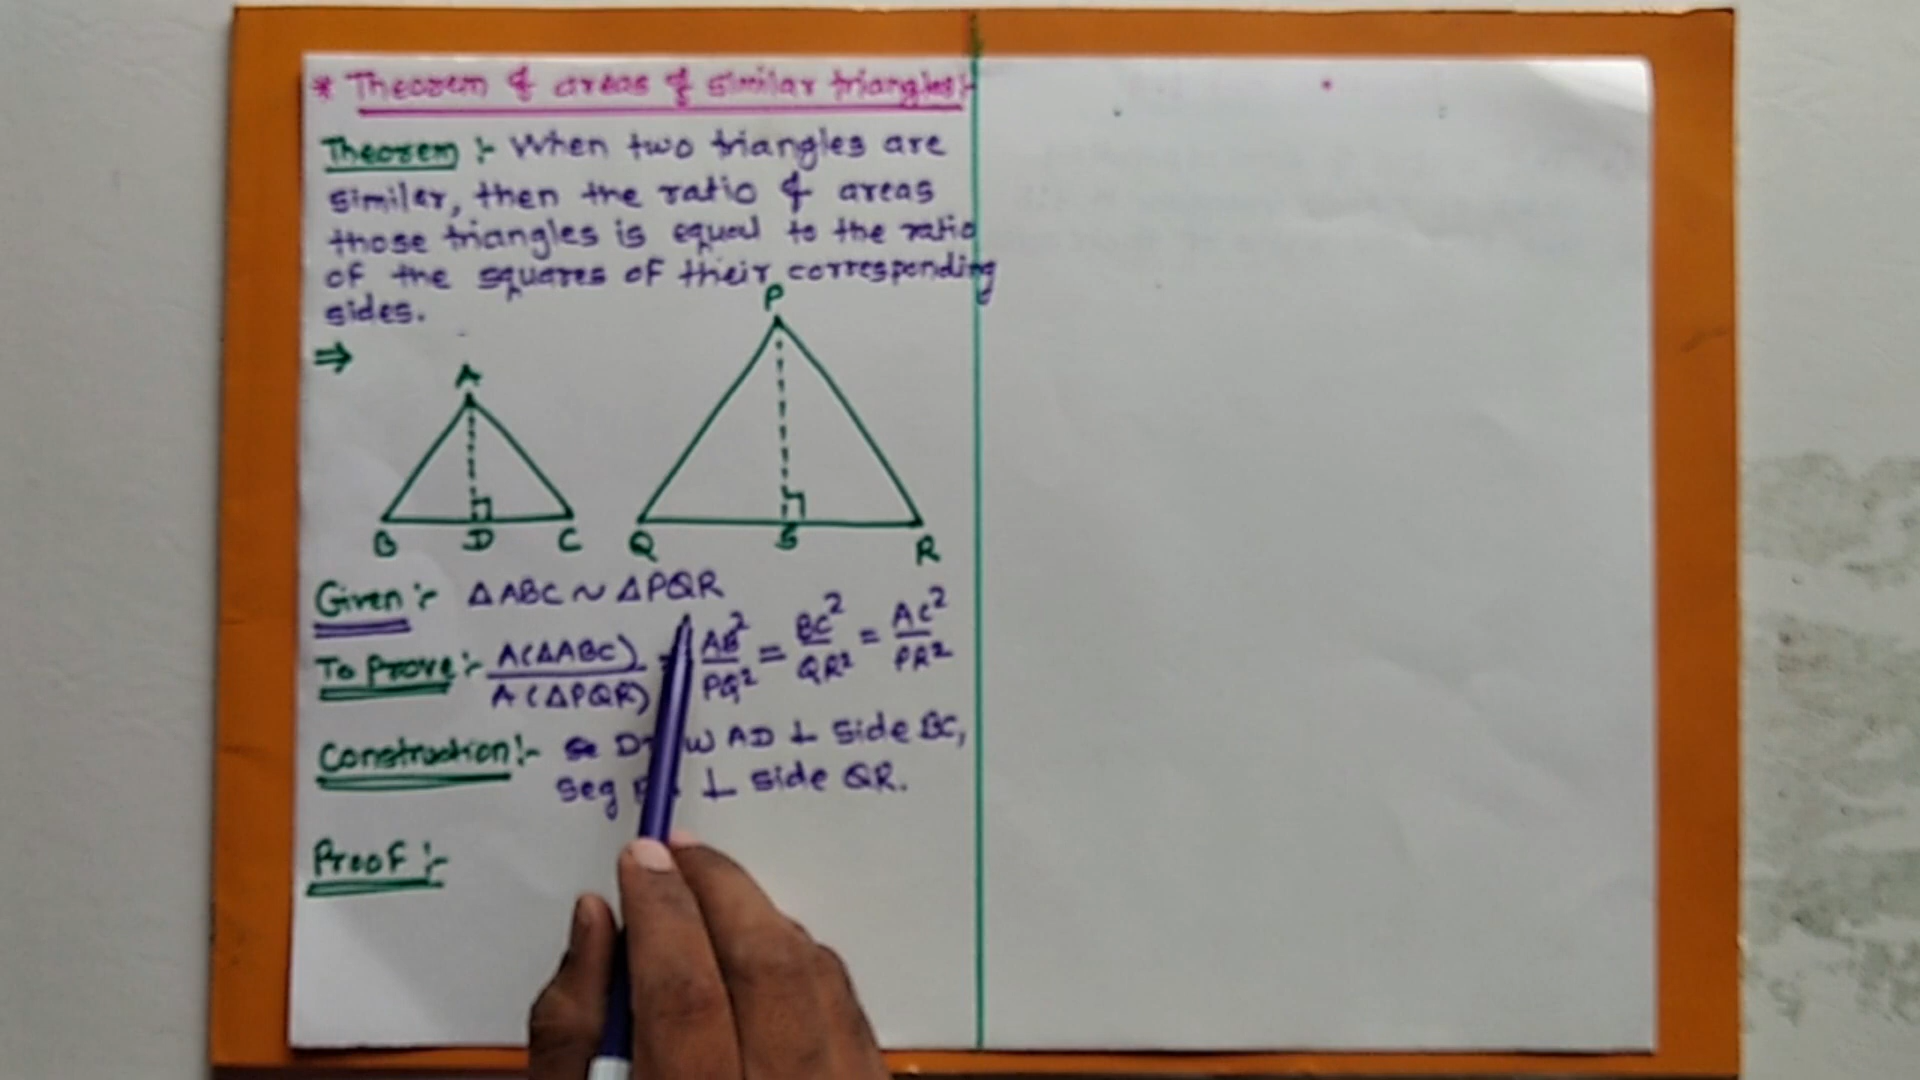 * Theorem of areas of similar triangles:-
Theorem :- When two triangles are
similar, then the ratio of areas
those triangles is equal to the ratio
of the squares of their corresponding
sides.
⇒
P
A
B D C Q S R
Given :- ΔABC ~ ΔPQR
To Prove :- A(ΔABC)/A(ΔPQR) = AB²/PQ² = BC²/QR² = AC²/PR²
Construction :- AD ⊥ side BC,
seg ⊥ side QR.
Proof :-